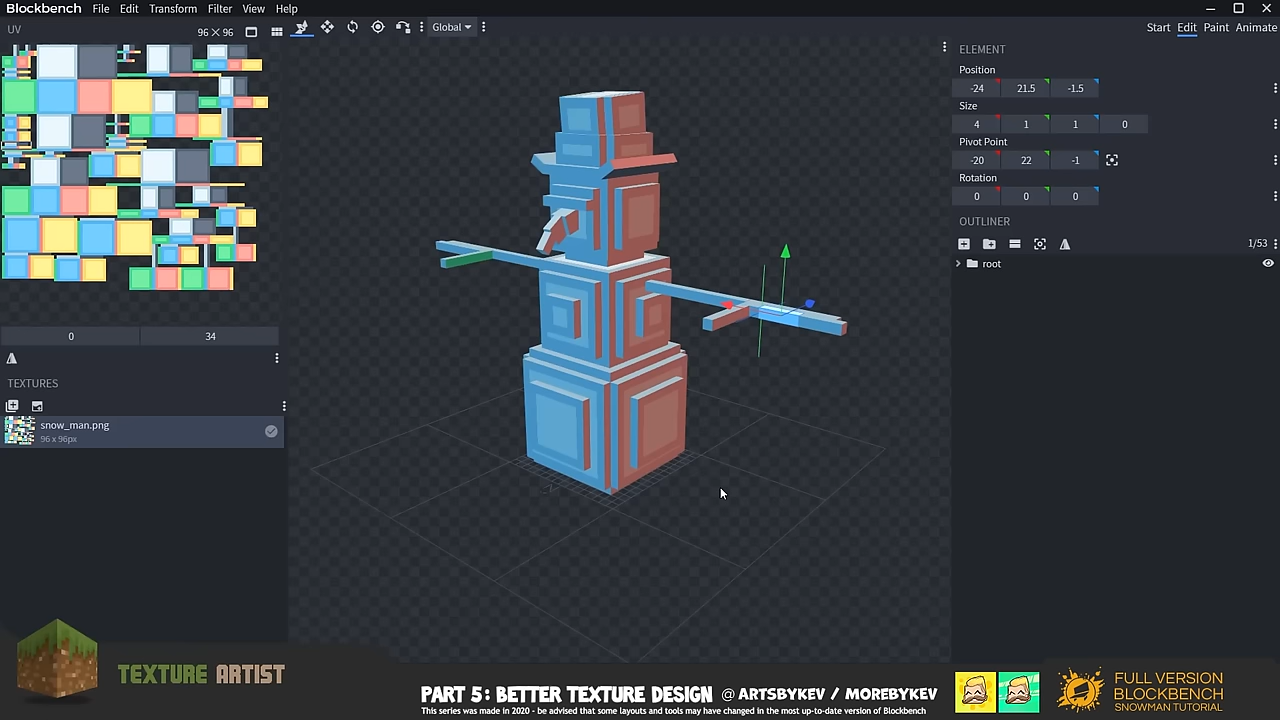 Blockbench File Edit Transform Filter View Help
UV
96 × 96
Global
Start Edit Paint Animate
ELEMENT
Position
-24 21.5 -1.5
Size
4 1 1 0
Pivot Point
-20 22 -1
Rotation
0 0 0
OUTLINER
1/53
root
0 34
TEXTURES
snow_man.png
96 x 96px
TEXTURE ARTIST
PART 5: BETTER TEXTURE DESIGN @ARTSBYKEV / MOREBYKEV
This series was made in 2020 - be advised that some layouts and tools may have changed in the most up-to-date version of Blockbench
FULL VERSION
BLOCKBENCH
SNOWMAN TUTORIAL